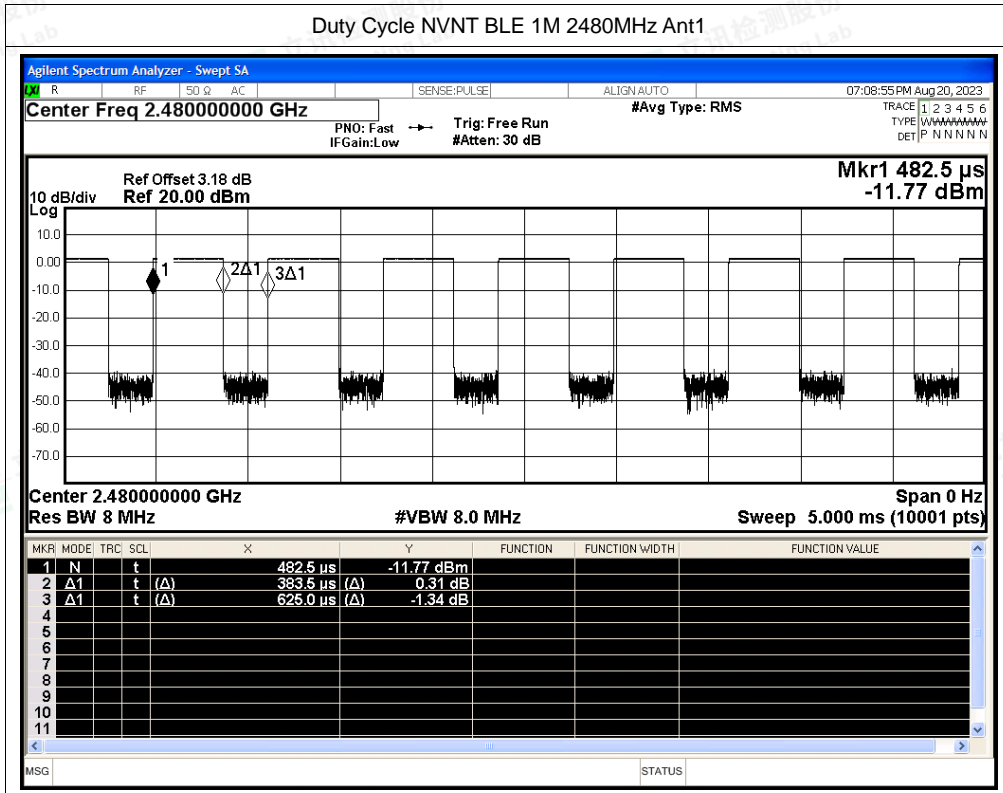 Duty Cycle NVNT BLE 1M 2480MHz Ant1
Agilent Spectrum Analyzer - Swept SA
LXI R RF 50 Ω AC SENSE:PULSE ALIGN AUTO 07:08:55 PM Aug 20, 2023
Center Freq 2.480000000 GHz #Avg Type: RMS TRACE 1 2 3 4 5 6
PNO: Fast Trig: Free Run TYPE
IFGain:Low #Atten: 30 dB DET P N N N N N
Mkr1 482.5 µs
-11.77 dBm
Ref Offset 3.18 dB
10 dB/div Ref 20.00 dBm
Log
10.0
0.00
1 2Δ1 3Δ1
-10.0
-20.0
-30.0
-40.0
-50.0
-60.0
-70.0
Center 2.480000000 GHz Span 0 Hz
Res BW 8 MHz #VBW 8.0 MHz Sweep 5.000 ms (10001 pts)
MKR MODE TRC SCL X Y FUNCTION FUNCTION WIDTH FUNCTION VALUE
1 N t 482.5 µs -11.77 dBm
2 Δ1 t (Δ) 383.5 µs (Δ) 0.31 dB
3 Δ1 t (Δ) 625.0 µs (Δ) -1.34 dB
4
5
6
7
8
9
10
11
MSG STATUS